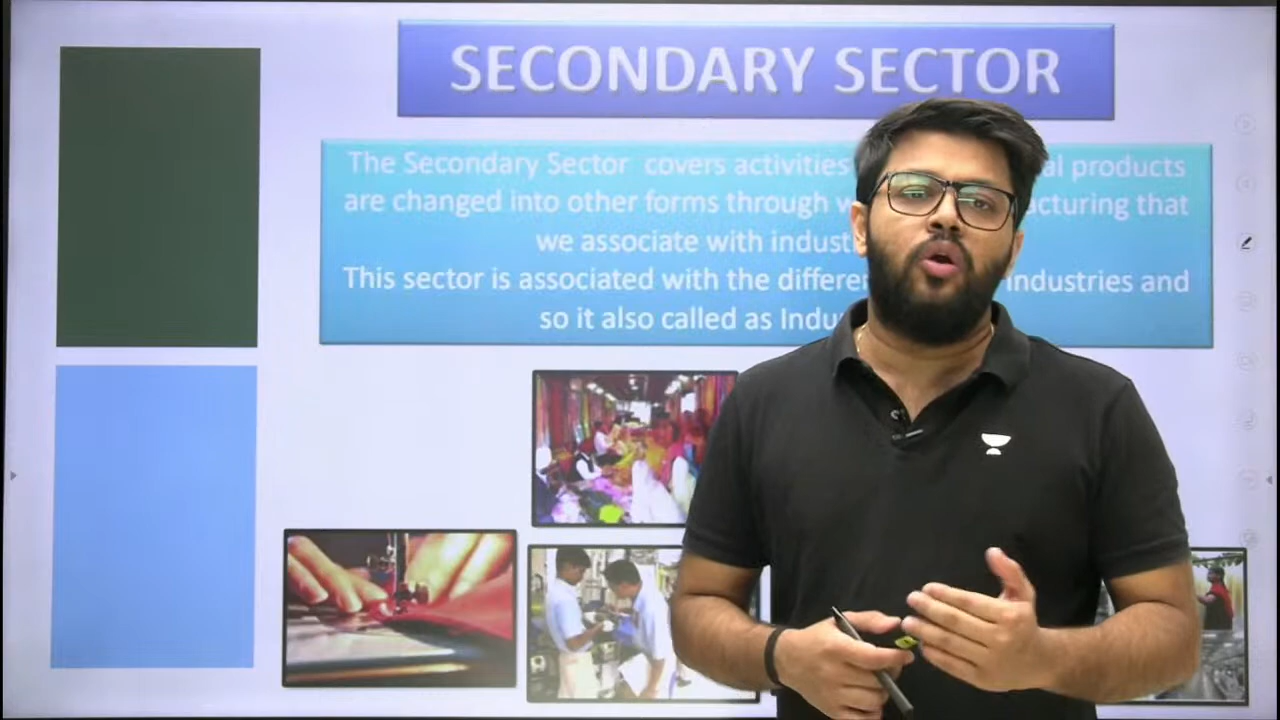 SECONDARY SECTOR
The Secondary Sector covers activities al products
are changed into other forms through acturing that
we associate with indust
This sector is associated with the differe industries and
so it also called as Indu